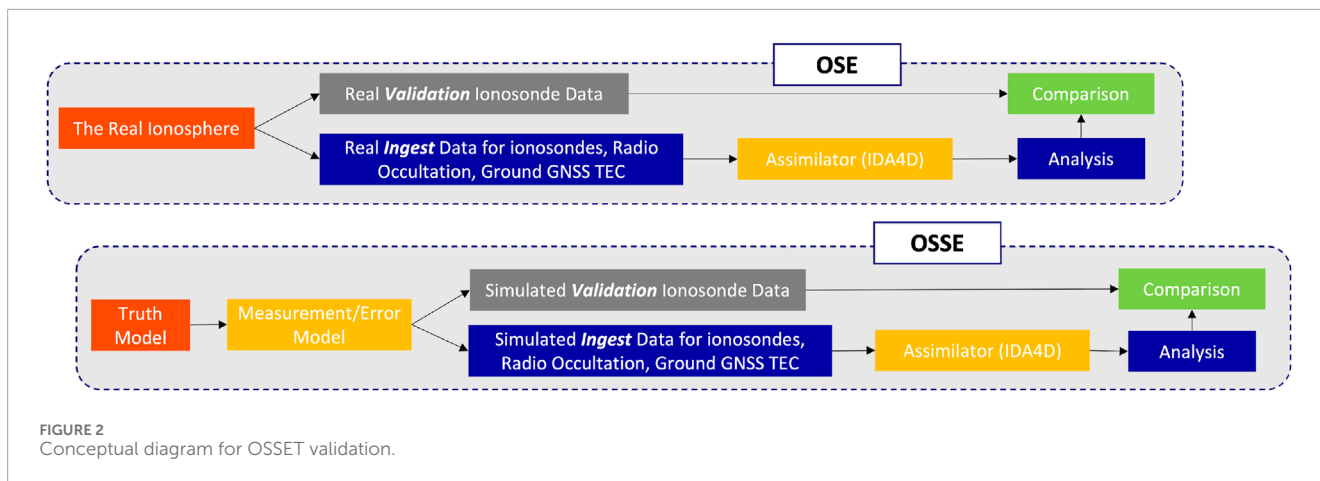 OSE
Real Validation Ionosonde Data
Comparison
The Real Ionosphere
Real Ingest Data for ionosondes, Radio
Occultation, Ground GNSS TEC
Assimilator (IDA4D)
Analysis
OSSE
Simulated Validation Ionosonde Data
Comparison
Truth
Model
Measurement/Error
Model
Simulated Ingest Data for ionosondes,
Radio Occultation, Ground GNSS TEC
Assimilator (IDA4D)
Analysis
FIGURE 2
Conceptual diagram for OSSET validation.